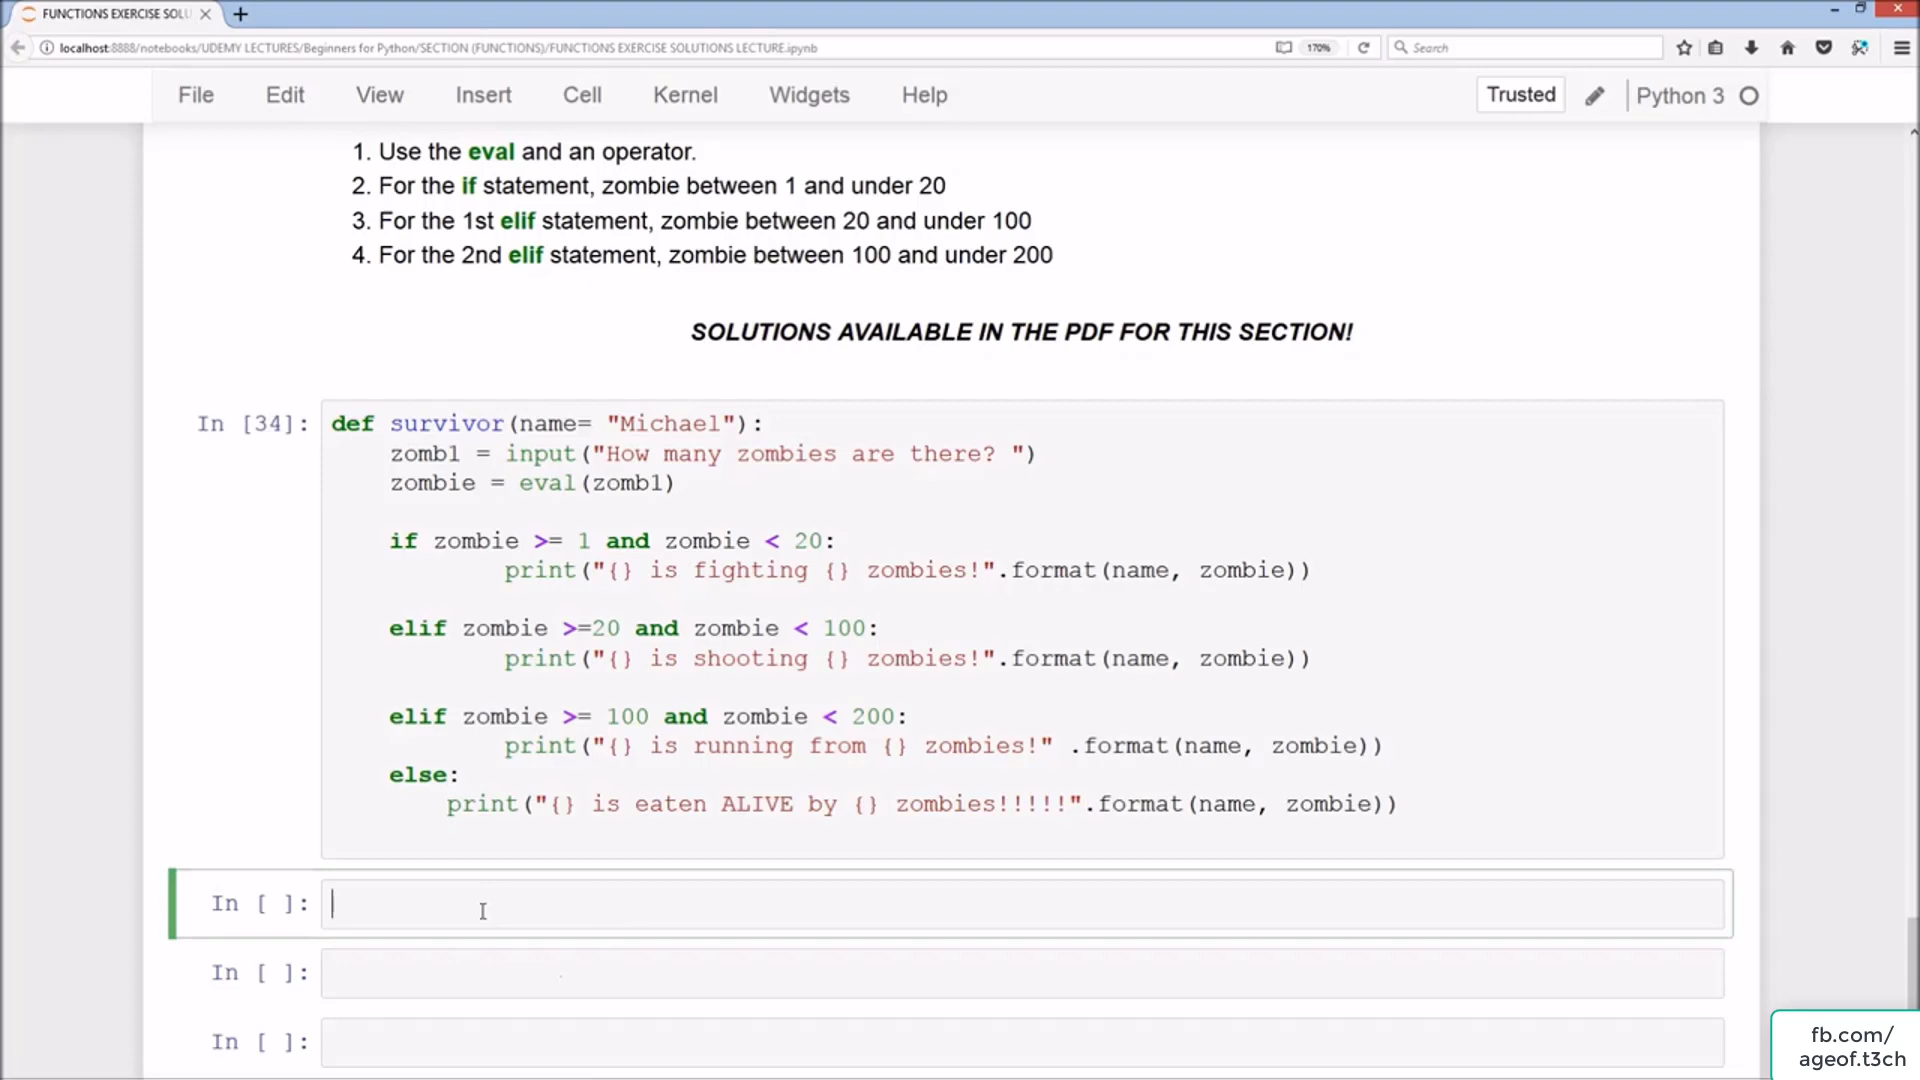 FUNCTIONS EXERCISE SOLU
localhost:8888/notebooks/UDEMY LECTURES/Beginners for Python/SECTION (FUNCTIONS)/FUNCTIONS EXERCISE SOLUTIONS LECTURE.ipynb
170%
Search
File Edit View Insert Cell Kernel Widgets Help
Trusted
Python 3
1. Use the eval and an operator.
2. For the if statement, zombie between 1 and under 20
3. For the 1st elif statement, zombie between 20 and under 100
4. For the 2nd elif statement, zombie between 100 and under 200
SOLUTIONS AVAILABLE IN THE PDF FOR THIS SECTION!
In [34]: def survivor(name= "Michael"):
zomb1 = input("How many zombies are there? ")
zombie = eval(zomb1)
if zombie >= 1 and zombie < 20:
print("{} is fighting {} zombies!".format(name, zombie))
elif zombie >=20 and zombie < 100:
print("{} is shooting {} zombies!".format(name, zombie))
elif zombie >= 100 and zombie < 200:
print("{} is running from {} zombies!" .format(name, zombie))
else:
print("{} is eaten ALIVE by {} zombies!!!!!".format(name, zombie))
In [ ]:
In [ ]:
In [ ]:
fb.com/
ageof.t3ch